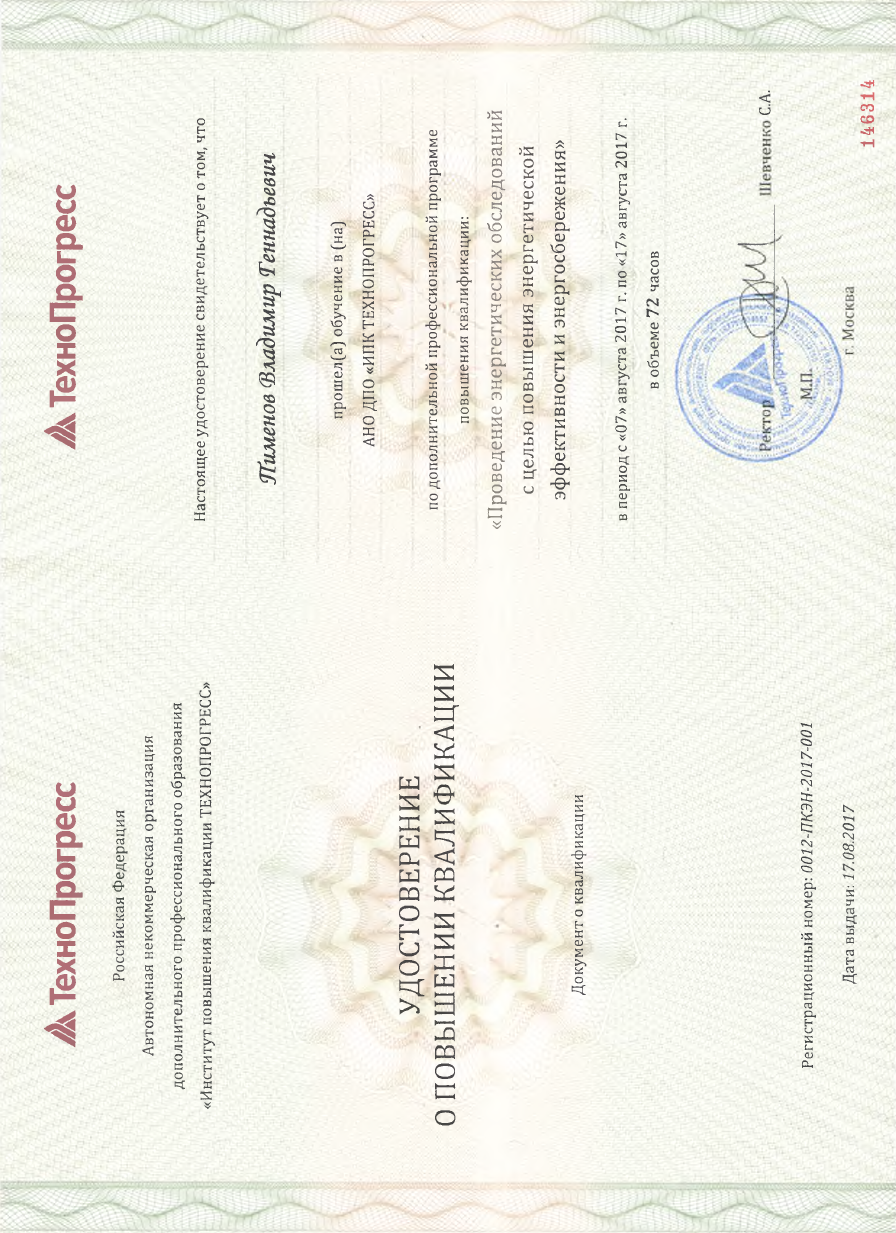 ТехноПрогресс
Российская Федерация
Автономная некоммерческая организация
дополнительного профессионального образования
«Институт повышения квалификации ТЕХНОПРОГРЕСС»
УДОСТОВЕРЕНИЕ
О ПОВЫШЕНИИ КВАЛИФИКАЦИИ
Документ о квалификации
Регистрационный номер: 0012-ПКЭН-2017-001
Дата выдачи: 17.08.2017
ТехноПрогресс
Настоящее удостоверение свидетельствует о том, что
Пименов Владимир Геннадьевич
прошел(а) обучение в (на)
АНО ДПО «ИПК ТЕХНОПРОГРЕСС»
по дополнительной профессиональной программе
повышения квалификации:
«Проведение энергетических обследований
с целью повышения энергетической
эффективности и энергосбережения»
в период с «07» августа 2017 г. по «17» августа 2017 г.
в объеме 72 часов
Ректор Шевченко С.А.
М.П.
ТехноПрогресс
г. Москва
146314